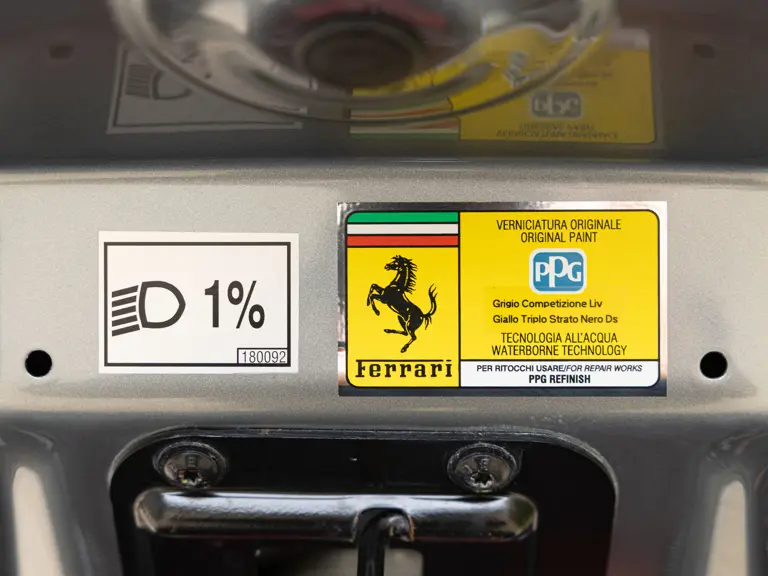 1%
180092
VERNICIATURA ORIGINALE
ORIGINAL PAINT
PPG
Grigio Competizione Liv
Giallo Triplo Strato Nero Ds
TECNOLOGIA ALL'ACQUA
WATERBORNE TECHNOLOGY
Ferrari
PER RITOCCHI USARE/FOR REPAIR WORKS
PPG REFINISH